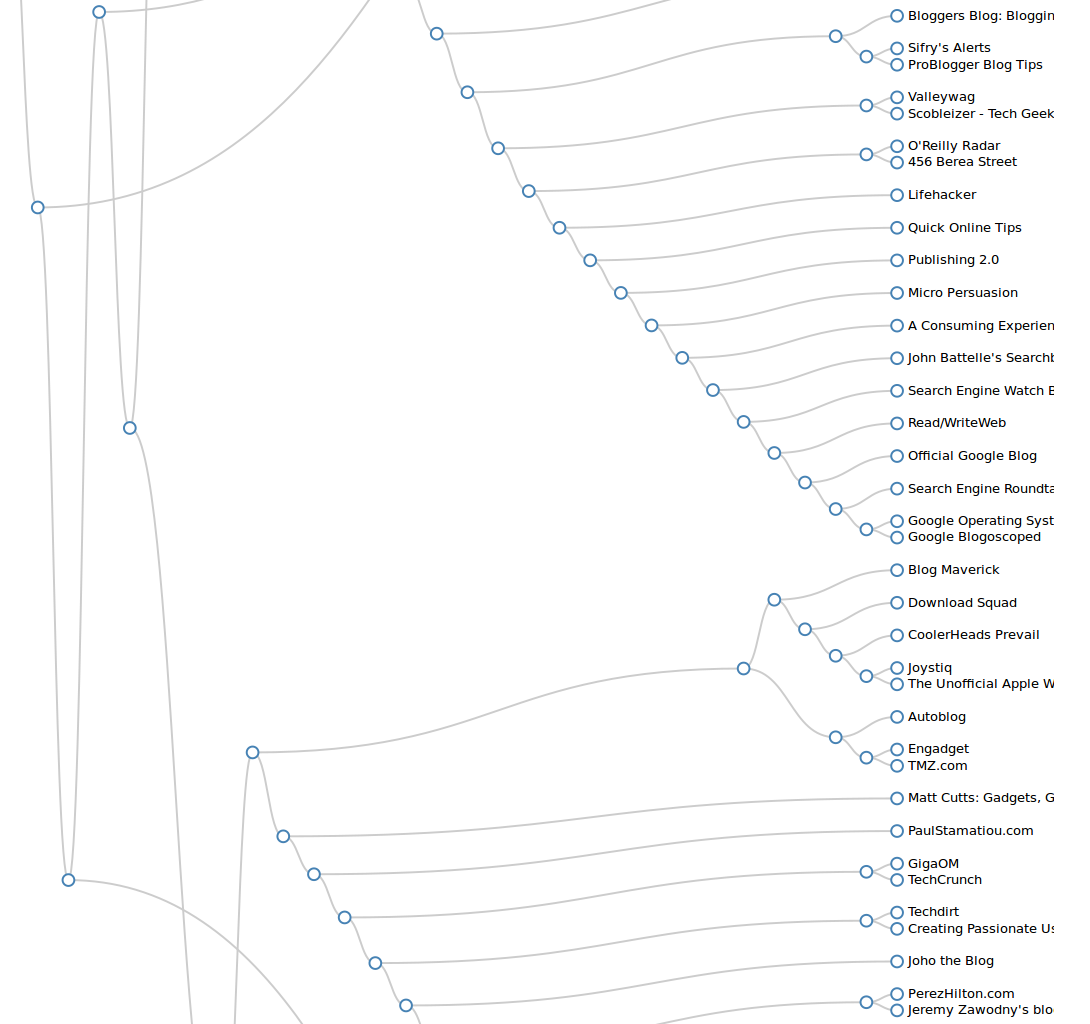 Bloggers Blog: Bloggin
Sifry's Alerts
ProBlogger Blog Tips
Valleywag
Scobleizer - Tech Geek
O'Reilly Radar
456 Berea Street
Lifehacker
Quick Online Tips
Publishing 2.0
Micro Persuasion
A Consuming Experien
John Battelle's Searchb
Search Engine Watch B
Read/WriteWeb
Official Google Blog
Search Engine Roundta
Google Operating Syst
Google Blogoscoped
Blog Maverick
Download Squad
CoolerHeads Prevail
Joystiq
The Unofficial Apple W
Autoblog
Engadget
TMZ.com
Matt Cutts: Gadgets, G
PaulStamatiou.com
GigaOM
TechCrunch
Techdirt
Creating Passionate Us
Joho the Blog
PerezHilton.com
Jeremy Zawodny's blo